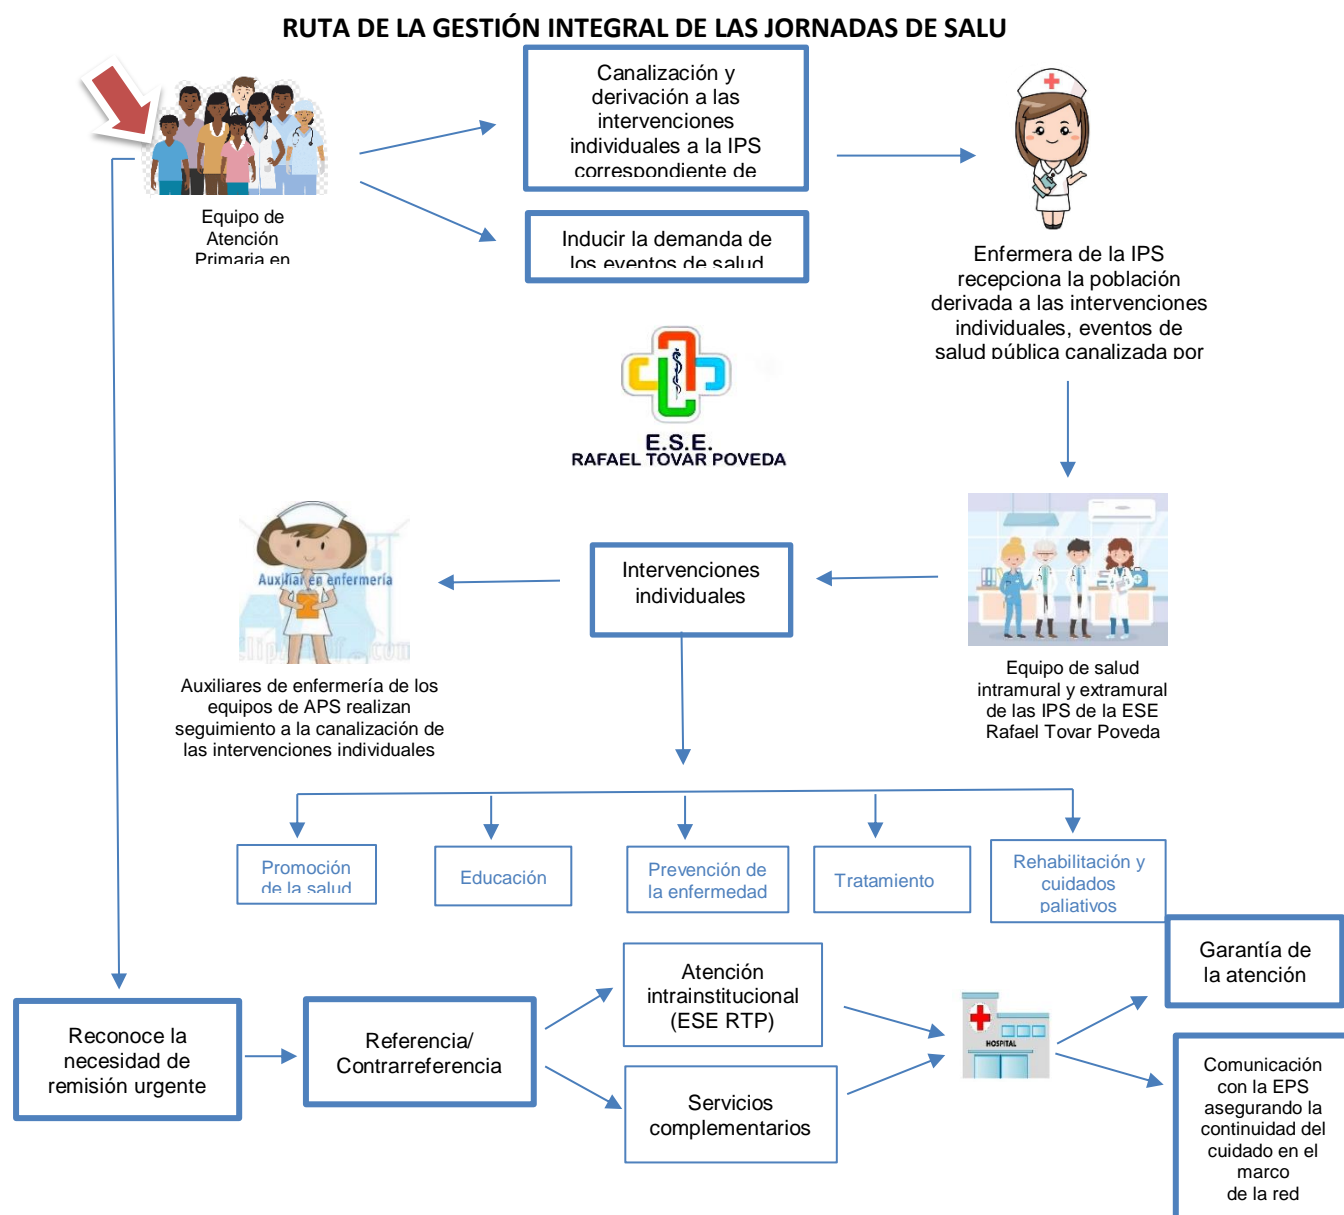 RUTA DE LA GESTIÓN INTEGRAL DE LAS JORNADAS DE SALU
Equipo de
Atención
Primaria en
Canalización y
derivación a las
intervenciones
individuales a la IPS
correspondiente de
Inducir la demanda de
los eventos de salud
Enfermera de la IPS
recepciona la población
derivada a las intervenciones
individuales, eventos de
salud pública canalizada por
E.S.E.
RAFAEL TOVAR POVEDA
Auxiliar en enfermería
Auxiliares de enfermería de los
equipos de APS realizan
seguimiento a la canalización de
las intervenciones individuales
Intervenciones
individuales
Equipo de salud
intramural y extramural
de las IPS de la ESE
Rafael Tovar Poveda
Promoción
de la salud
Educación
Prevención de
la enfermedad
Tratamiento
Rehabilitación y
cuidados
paliativos
Reconoce la
necesidad de
remisión urgente
Referencia/
Contrarreferencia
Atención
intrainstitucional
(ESE RTP)
Servicios
complementarios
HOSPITAL
Garantía de
la atención
Comunicación
con la EPS
asegurando la
continuidad del
cuidado en el
marco
de la red